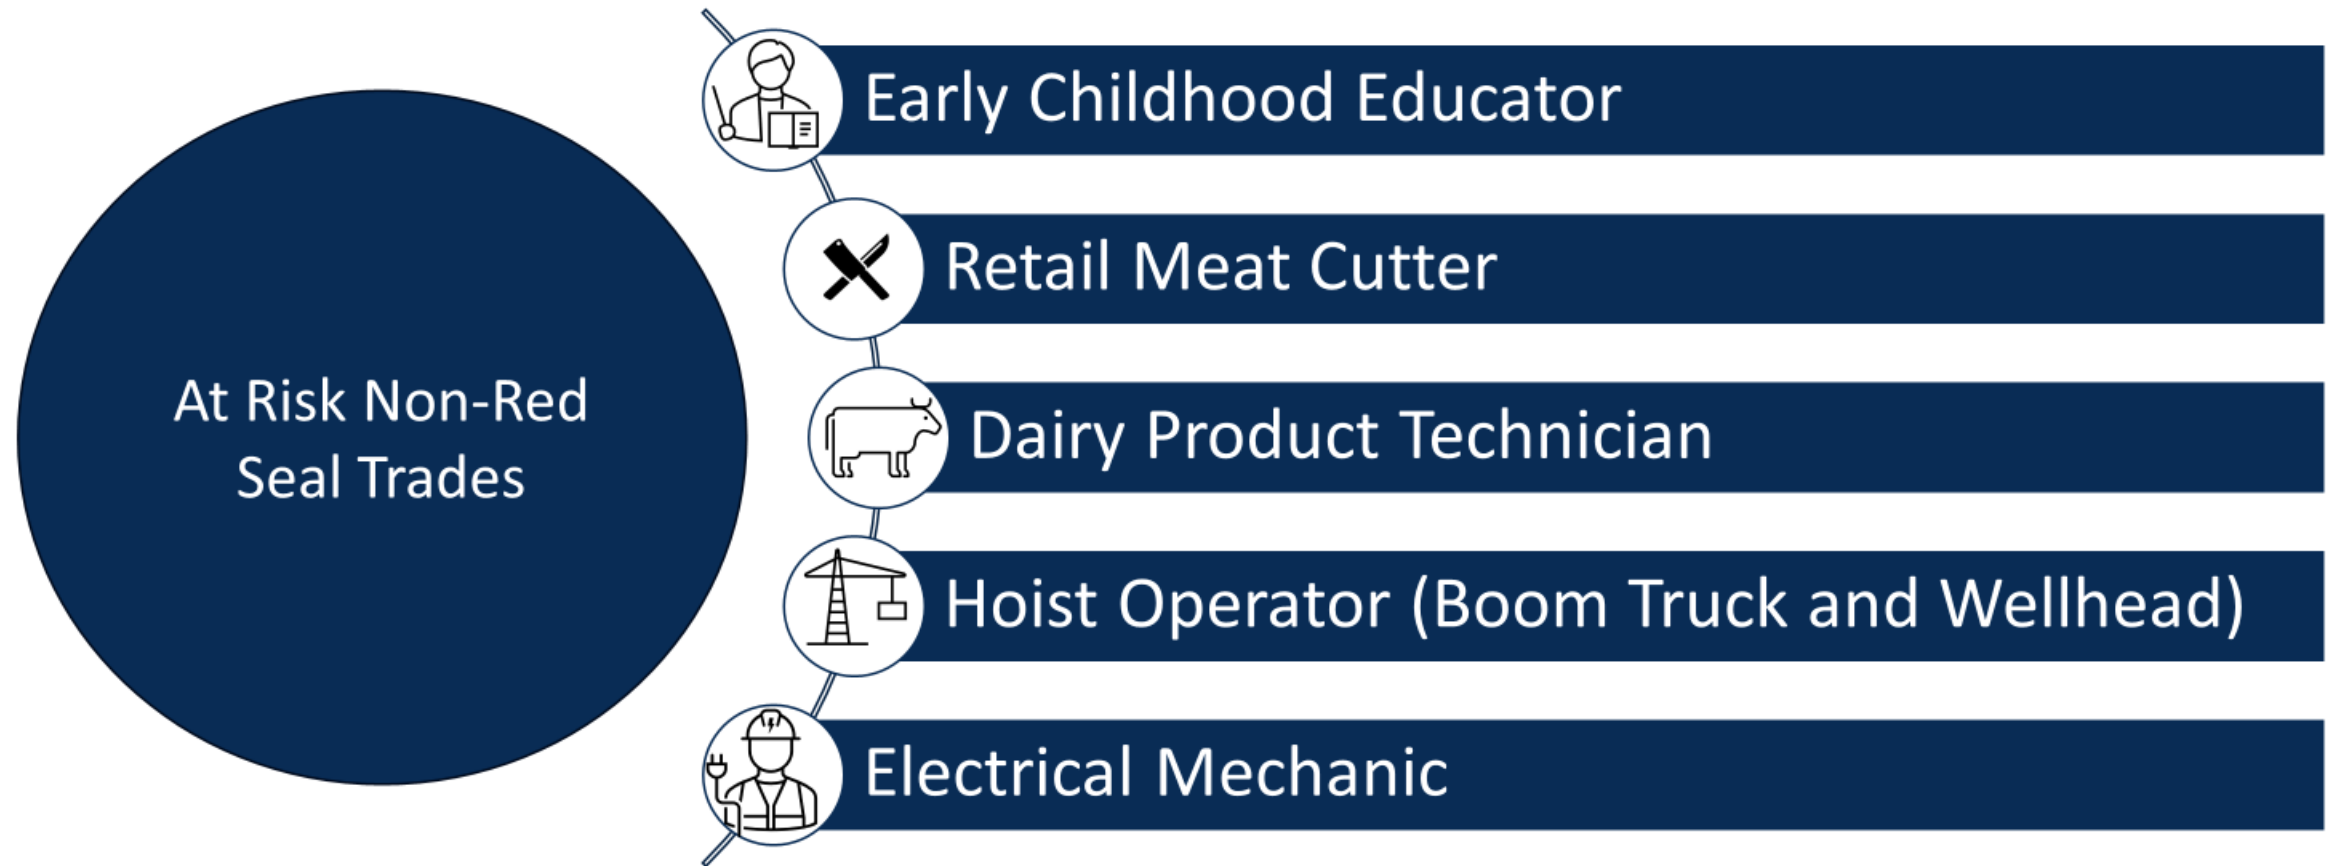 At Risk Non-Red
Seal Trades
Early Childhood Educator
Retail Meat Cutter
Dairy Product Technician
Hoist Operator (Boom Truck and Wellhead)
Electrical Mechanic